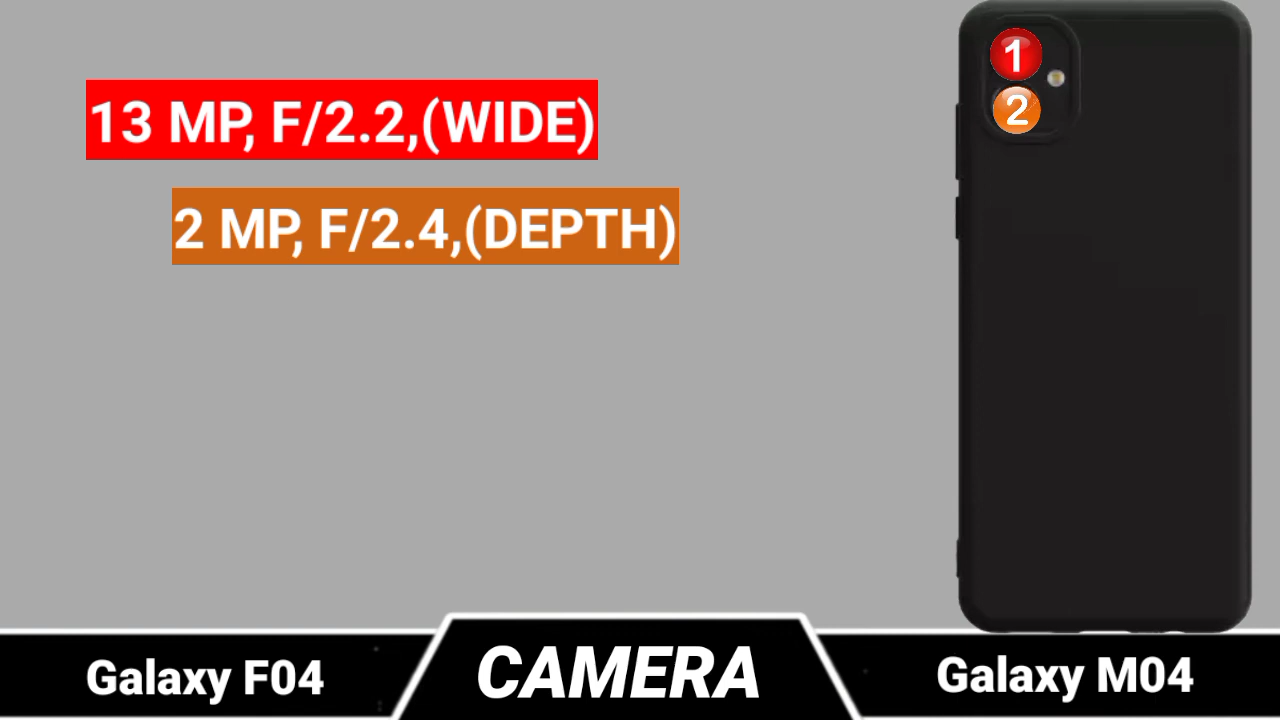 1
13 MP, F/2.2,(WIDE)
2
2 MP, F/2.4,(DEPTH)
Galaxy F04
CAMERA
Galaxy M04